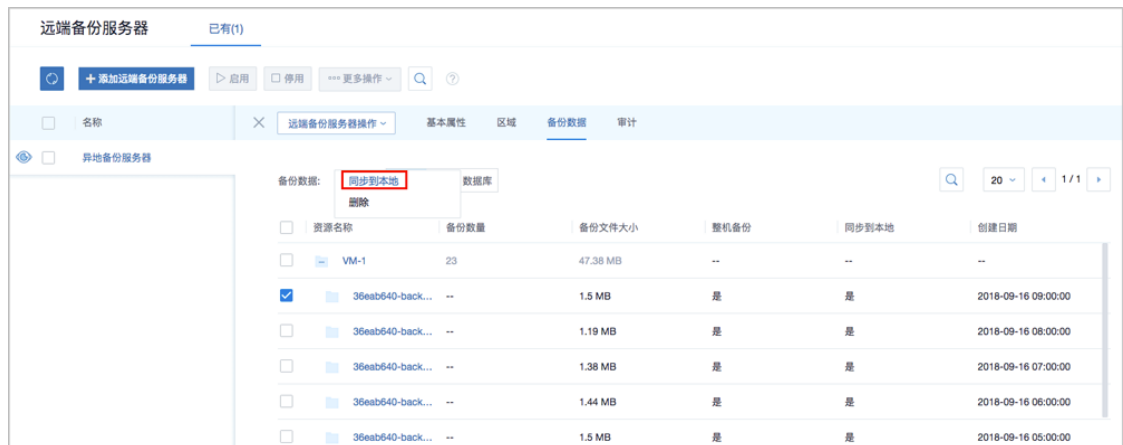 远端备份服务器 已有(1)
添加远端备份服务器 启用 停用 更多操作
名称 远端备份服务器操作 基本属性 区域 备份数据 审计
异地备份服务器
备份数据: 同步到本地 数据库 20 1 / 1
删除
资源名称 备份数量 备份文件大小 整机备份 同步到本地 创建日期
VM-1 23 47.38 MB -- -- --
36eab640-back... -- 1.5 MB 是 是 2018-09-16 09:00:00
36eab640-back... -- 1.19 MB 是 是 2018-09-16 08:00:00
36eab640-back... -- 1.38 MB 是 是 2018-09-16 07:00:00
36eab640-back... -- 1.44 MB 是 是 2018-09-16 06:00:00
36eab640-back... -- 1.5 MB 是 是 2018-09-16 05:00:00